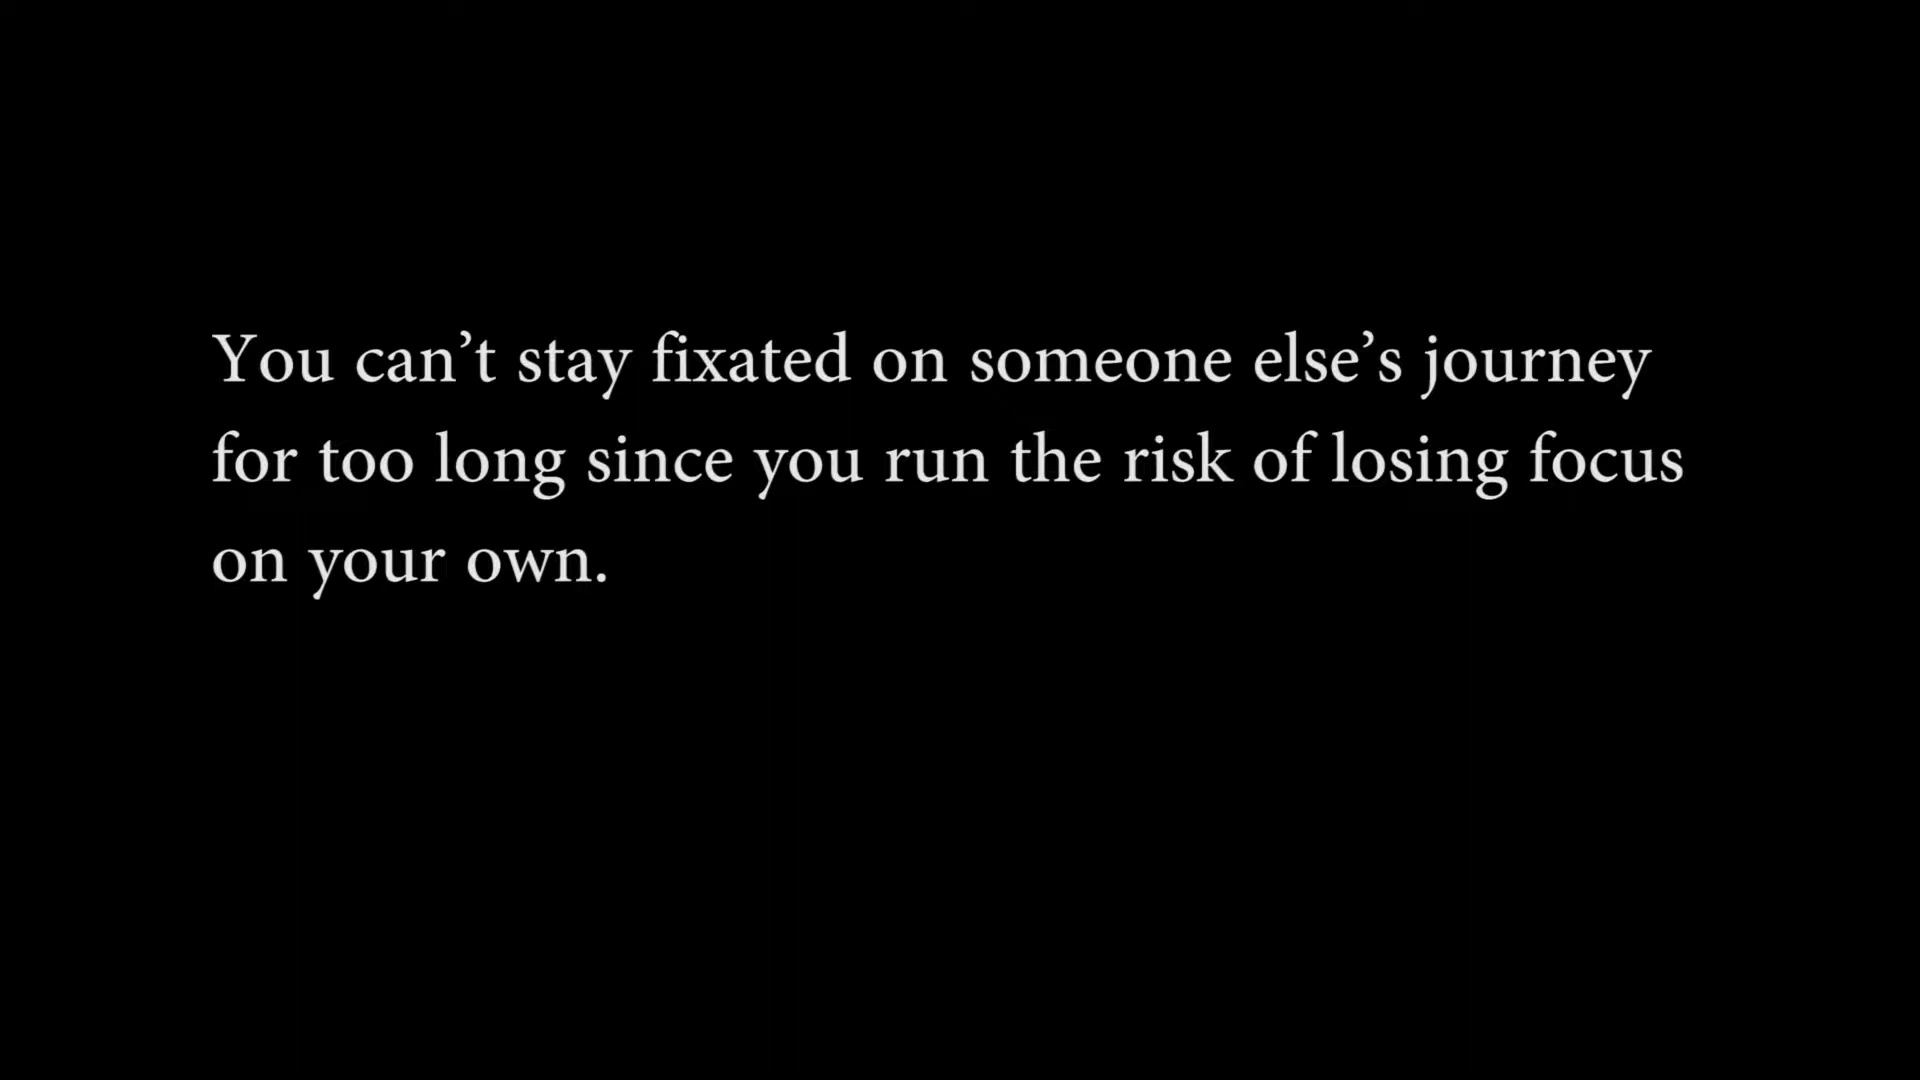 You can’t stay fixated on someone else’s journey
for too long since you run the risk of losing focus
on your own.